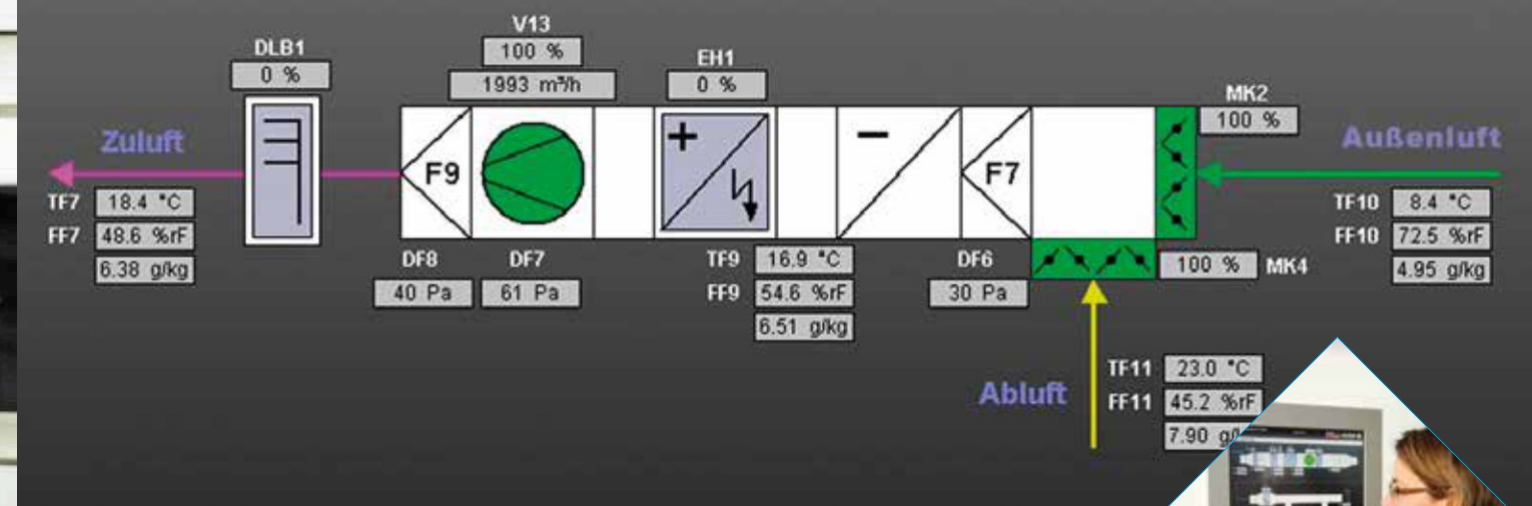 V13
100 %
1993 m³/h
DLB1
0 %
EH1
0 %
MK2
100 %
Zuluft
Außenluft
F9
+
−
F7
TF7 18.4 °C
FF7 48.6 %rF
6.38 g/kg
TF10 8.4 °C
FF10 72.5 %rF
4.95 g/kg
DF8
40 Pa
DF7
61 Pa
TF9 16.9 °C
FF9 54.6 %rF
6.51 g/kg
DF6
30 Pa
100 % MK4
Abluft
TF11 23.0 °C
FF11 45.2 %rF
7.90